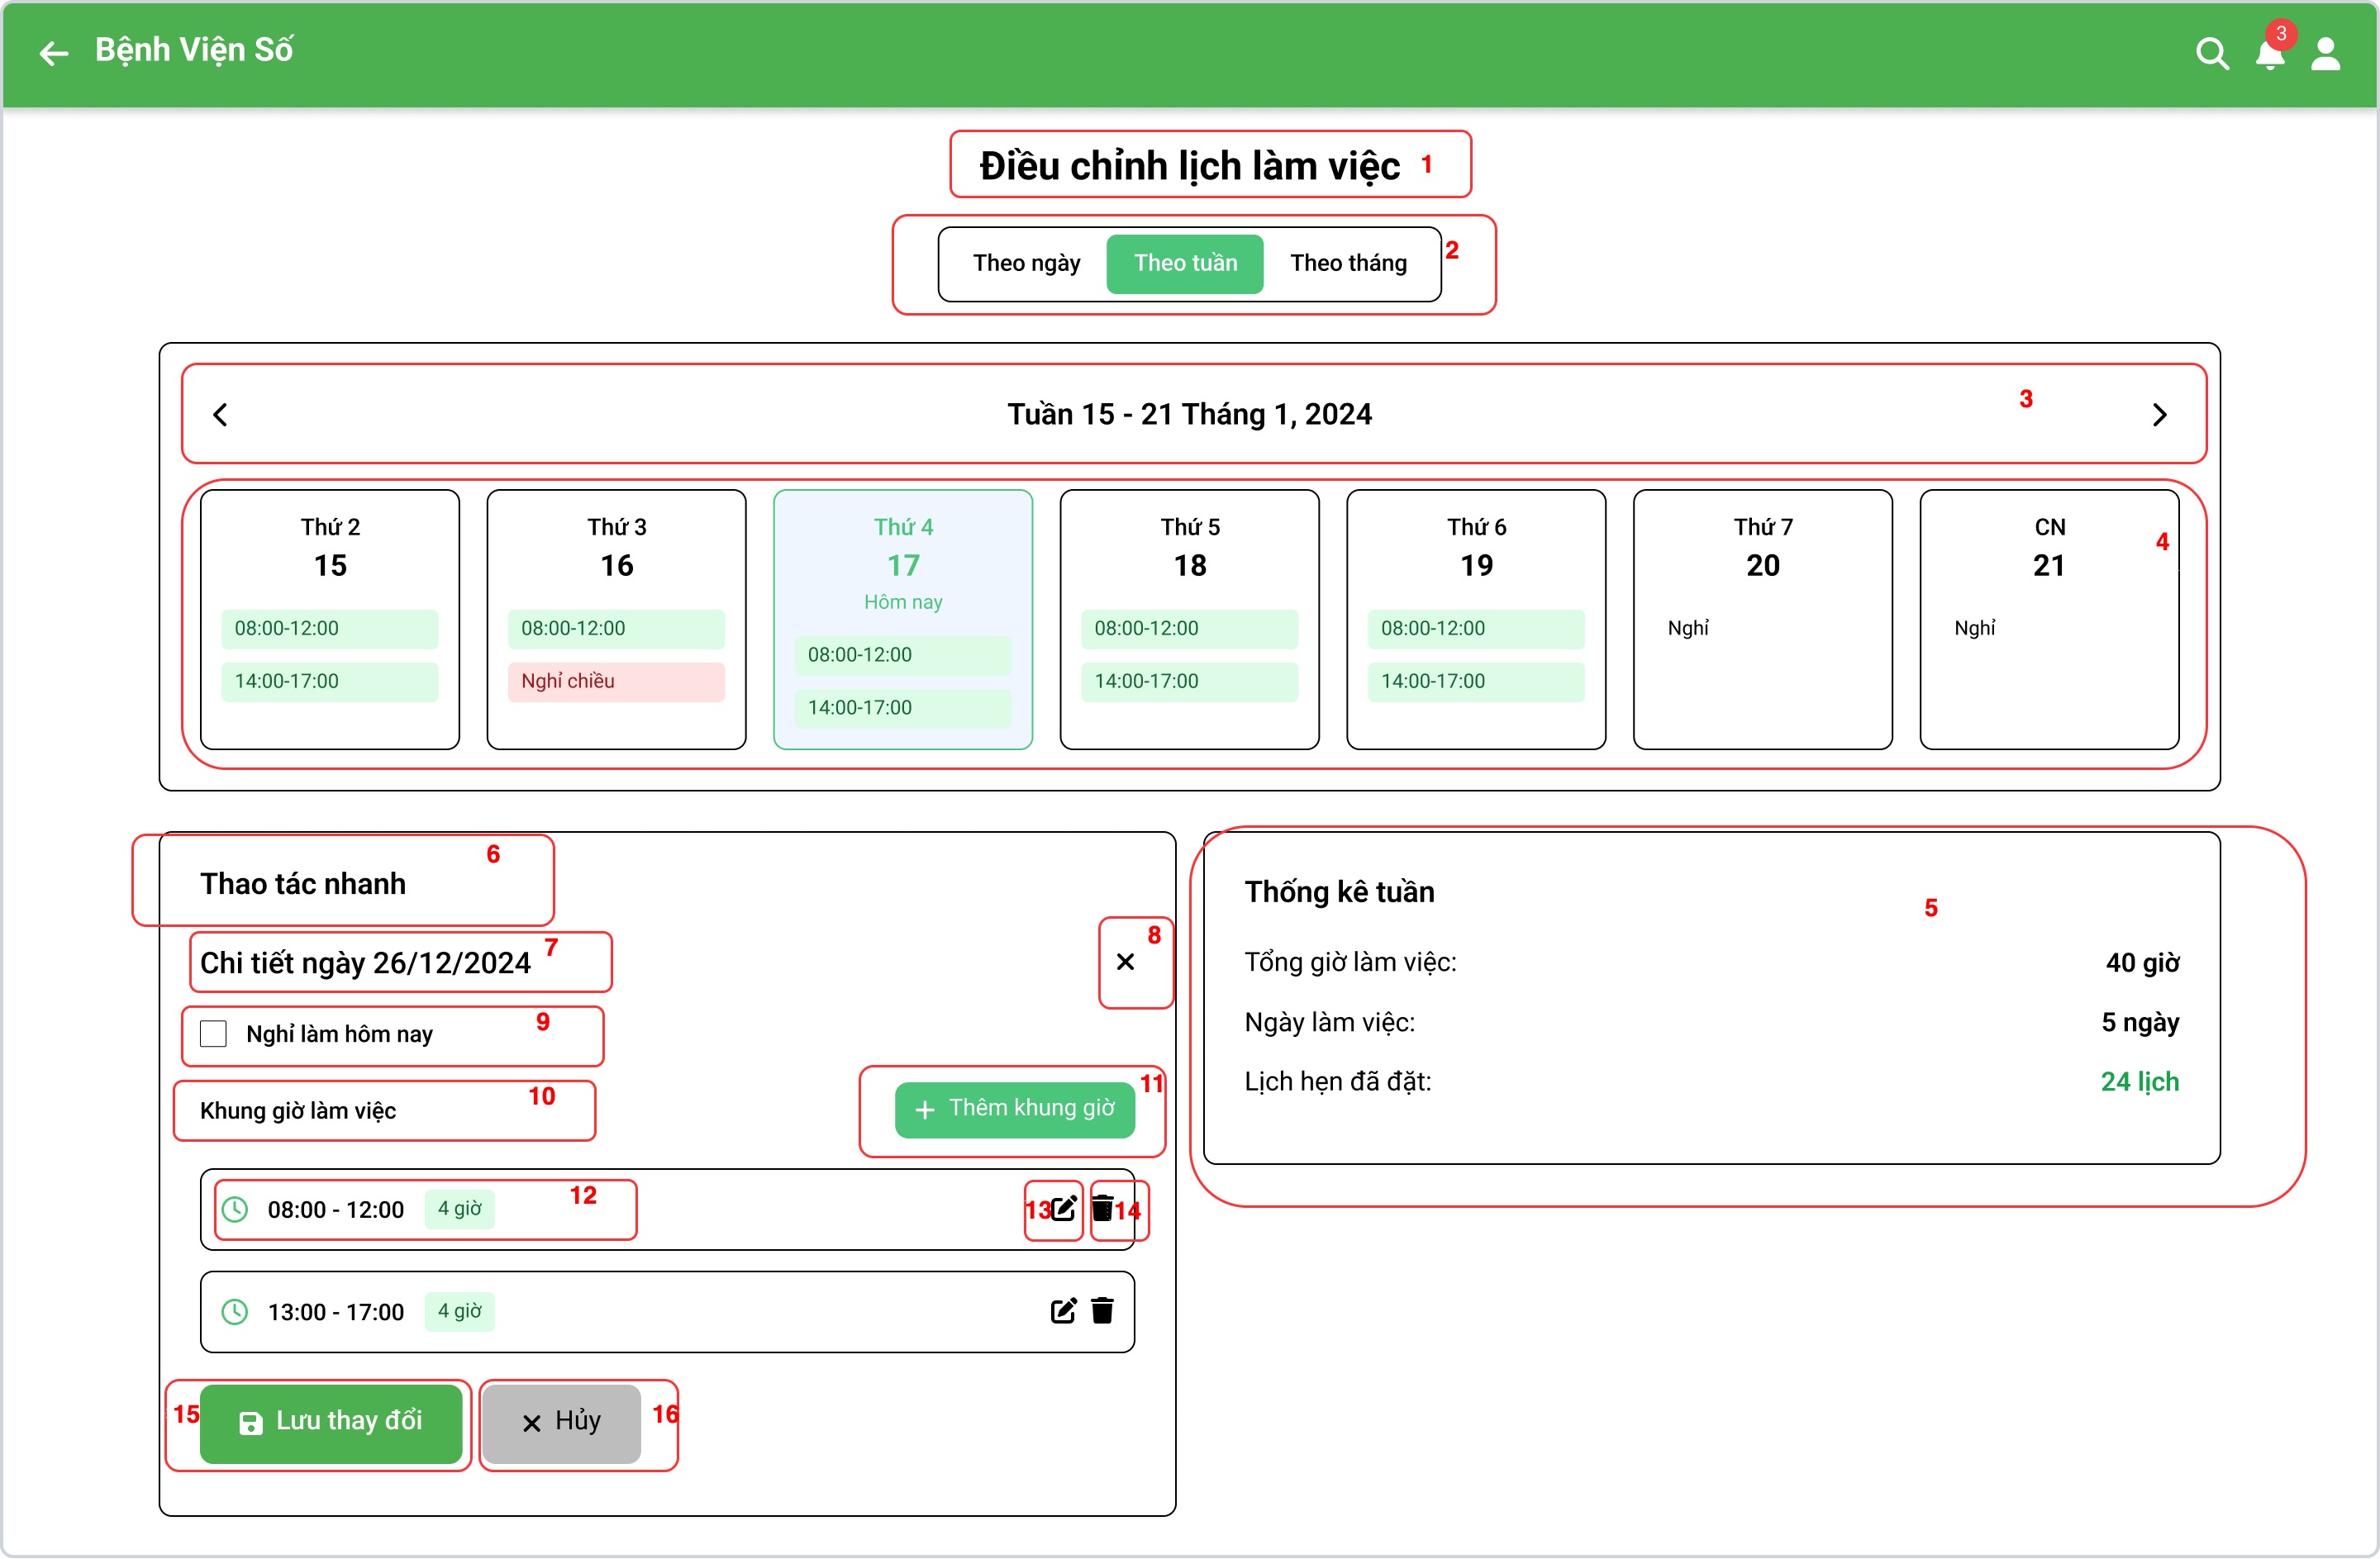 Bệnh Viện Số
3
Điều chỉnh lịch làm việc 1
Theo ngày Theo tuần Theo tháng 2
Tuần 15 - 21 Tháng 1, 2024 3
Thứ 2 Thứ 3 Thứ 4 Thứ 5 Thứ 6 Thứ 7 CN 4
15 16 17 18 19 20 21
Hôm nay
08:00-12:00 08:00-12:00 08:00-12:00 08:00-12:00 08:00-12:00 Nghỉ Nghỉ
14:00-17:00 Nghỉ chiều 14:00-17:00 14:00-17:00 14:00-17:00
Thao tác nhanh 6
Chi tiết ngày 26/12/2024 7
8
Nghỉ làm hôm nay 9
Khung giờ làm việc 10
Thêm khung giờ 11
08:00 - 12:00 4 giờ 12 13 14
13:00 - 17:00 4 giờ
15 Lưu thay đổi Hủy 16
Thống kê tuần 5
Tổng giờ làm việc: 40 giờ
Ngày làm việc: 5 ngày
Lịch hẹn đã đặt: 24 lịch